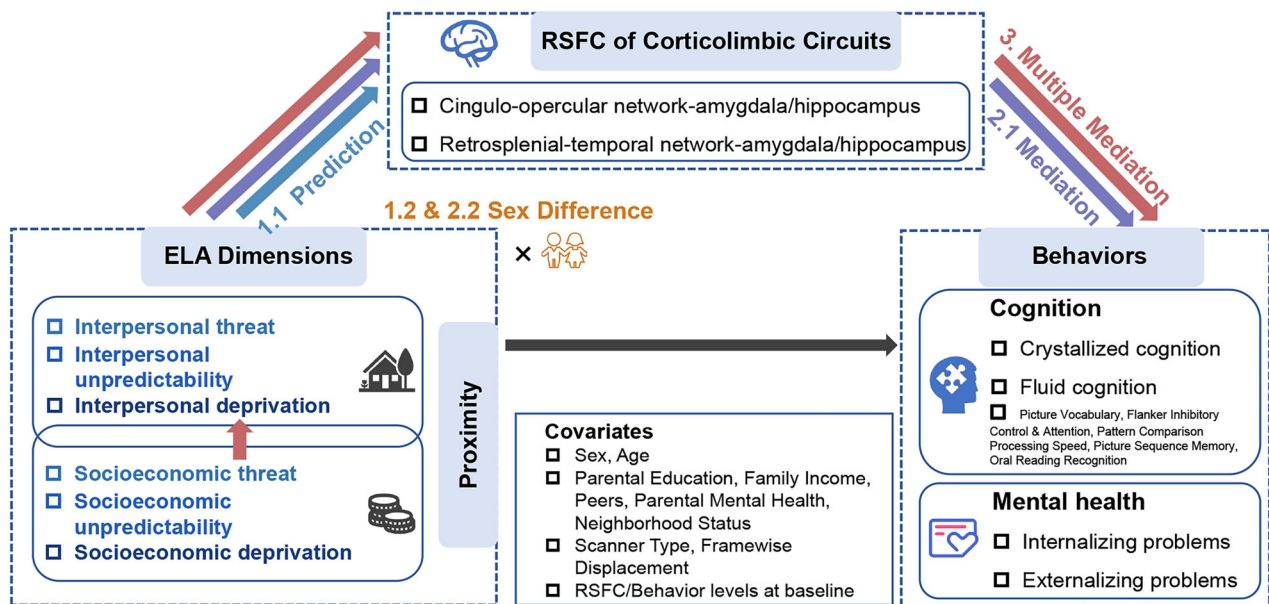 RSFC of Corticolimbic Circuits
Cingulo-opercular network-amygdala/hippocampus
Retrosplenial-temporal network-amygdala/hippocampus
1.1 Prediction
3. Multiple Mediation
2.1 Mediation
1.2 & 2.2 Sex Difference
×
ELA Dimensions
Interpersonal threat
Interpersonal
unpredictability
Interpersonal deprivation
Socioeconomic threat
Socioeconomic
unpredictability
Socioeconomic deprivation
Proximity
Covariates
Sex, Age
Parental Education, Family Income,
Peers, Parental Mental Health,
Neighborhood Status
Scanner Type, Framewise
Displacement
RSFC/Behavior levels at baseline
Behaviors
Cognition
Crystallized cognition
Fluid cognition
Picture Vocabulary, Flanker Inhibitory
Control & Attention, Pattern Comparison
Processing Speed, Picture Sequence Memory,
Oral Reading Recognition
Mental health
Internalizing problems
Externalizing problems